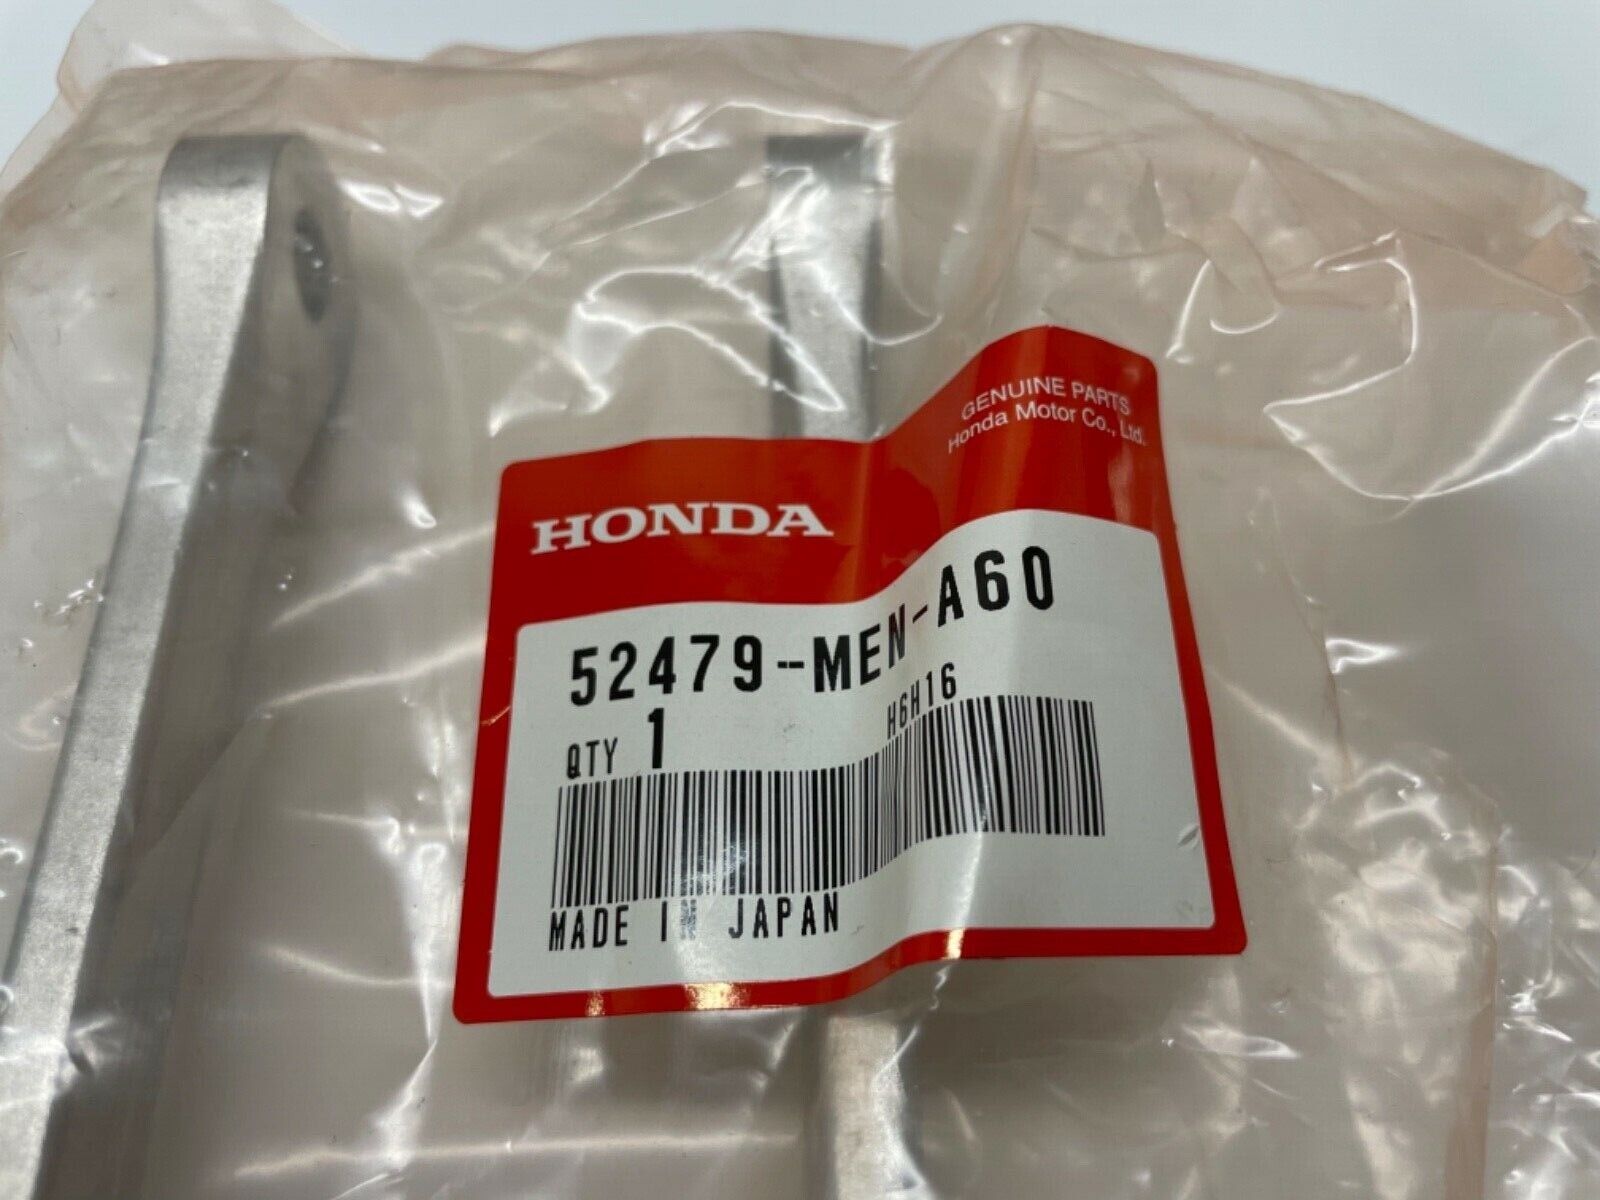 GENUINE PARTS
Honda Motor Co., Ltd.
HONDA
52479-MEN-A60
QTY 1 H6H16
MADE IN JAPAN